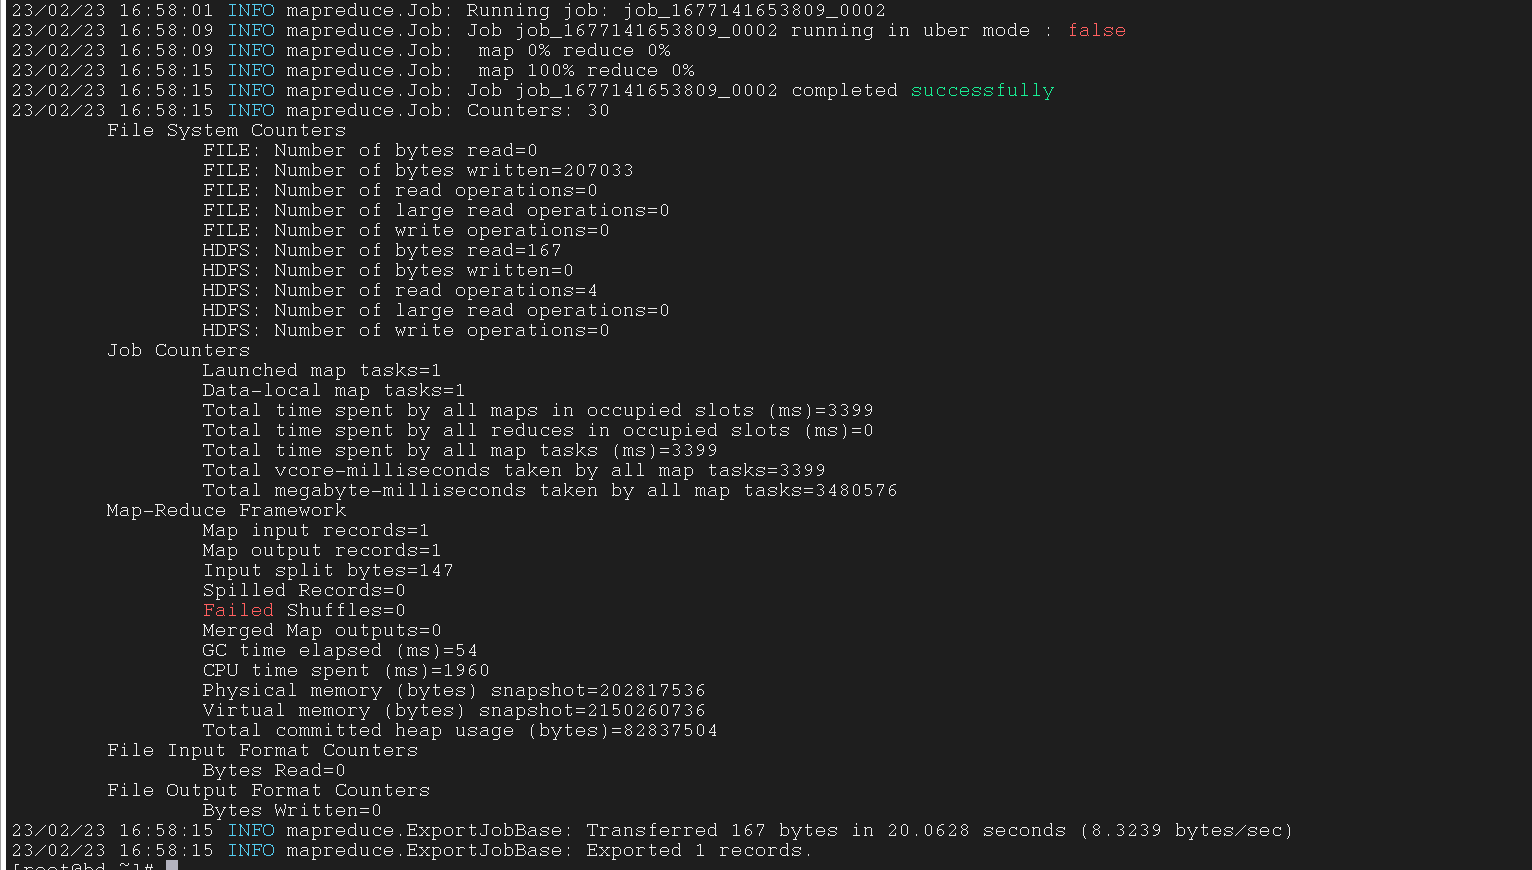 23/02/23 16:58:01 INFO mapreduce.Job: Running job: job_1677141653809_0002
23/02/23 16:58:09 INFO mapreduce.Job: Job job_1677141653809_0002 running in uber mode : false
23/02/23 16:58:09 INFO mapreduce.Job:  map 0% reduce 0%
23/02/23 16:58:15 INFO mapreduce.Job:  map 100% reduce 0%
23/02/23 16:58:15 INFO mapreduce.Job: Job job_1677141653809_0002 completed successfully
23/02/23 16:58:15 INFO mapreduce.Job: Counters: 30
File System Counters
FILE: Number of bytes read=0
FILE: Number of bytes written=207033
FILE: Number of read operations=0
FILE: Number of large read operations=0
FILE: Number of write operations=0
HDFS: Number of bytes read=167
HDFS: Number of bytes written=0
HDFS: Number of read operations=4
HDFS: Number of large read operations=0
HDFS: Number of write operations=0
Job Counters
Launched map tasks=1
Data-local map tasks=1
Total time spent by all maps in occupied slots (ms)=3399
Total time spent by all reduces in occupied slots (ms)=0
Total time spent by all map tasks (ms)=3399
Total vcore-milliseconds taken by all map tasks=3399
Total megabyte-milliseconds taken by all map tasks=3480576
Map-Reduce Framework
Map input records=1
Map output records=1
Input split bytes=147
Spilled Records=0
Failed Shuffles=0
Merged Map outputs=0
GC time elapsed (ms)=54
CPU time spent (ms)=1960
Physical memory (bytes) snapshot=202817536
Virtual memory (bytes) snapshot=2150260736
Total committed heap usage (bytes)=82837504
File Input Format Counters
Bytes Read=0
File Output Format Counters
Bytes Written=0
23/02/23 16:58:15 INFO mapreduce.ExportJobBase: Transferred 167 bytes in 20.0628 seconds (8.3239 bytes/sec)
23/02/23 16:58:15 INFO mapreduce.ExportJobBase: Exported 1 records.
[root@bd ~]#